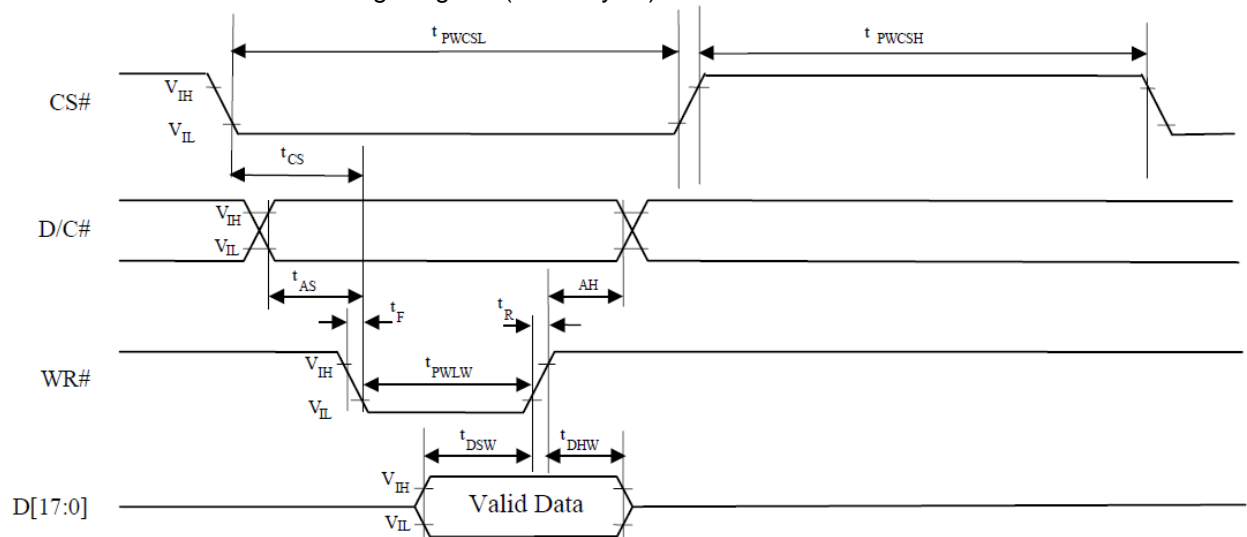 t PWCSL
t PWCSH
CS#
VIH
VIL
tCS
D/C#
VIH
VIL
tAS
AH
tF
tR
WR#
VIH
VIL
tPWLW
tDSW
tDHW
D[17:0]
VIH
VIL
Valid Data